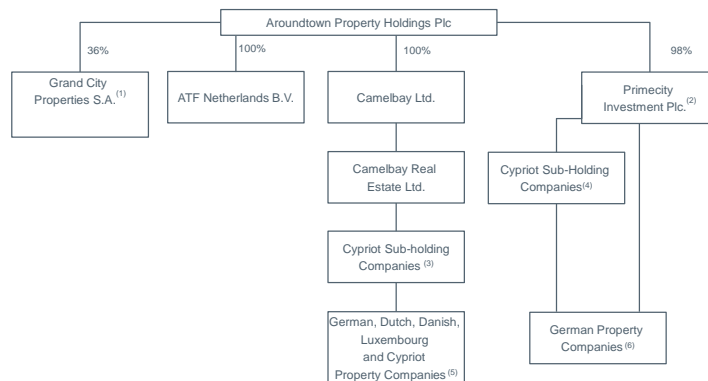 Aroundtown Property Holdings Plc
36%
100%
100%
98%
Grand City
Properties S.A.(1)
ATF Netherlands B.V.
Camelbay Ltd.
Primecity
Investment Plc.(2)
Camelbay Real
Estate Ltd.
Cypriot Sub-Holding
Companies(4)
Cypriot Sub-holding
Companies (3)
German, Dutch, Danish,
Luxembourg
and Cypriot
Property Companies (5)
German Property
Companies (6)